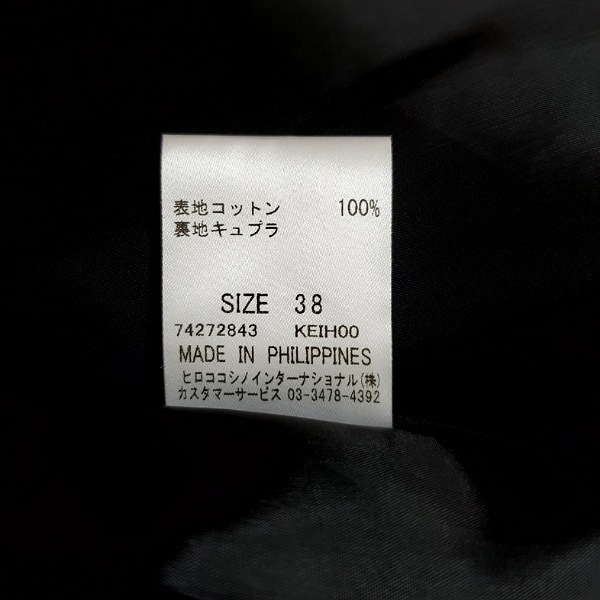 表地コットン 100%
裏地キュプラ
SIZE 38
74272843 KEIH00
MADE IN PHILIPPINES
ヒロココシノインターナショナル(株)
カスタマーサービス 03-3478-4392